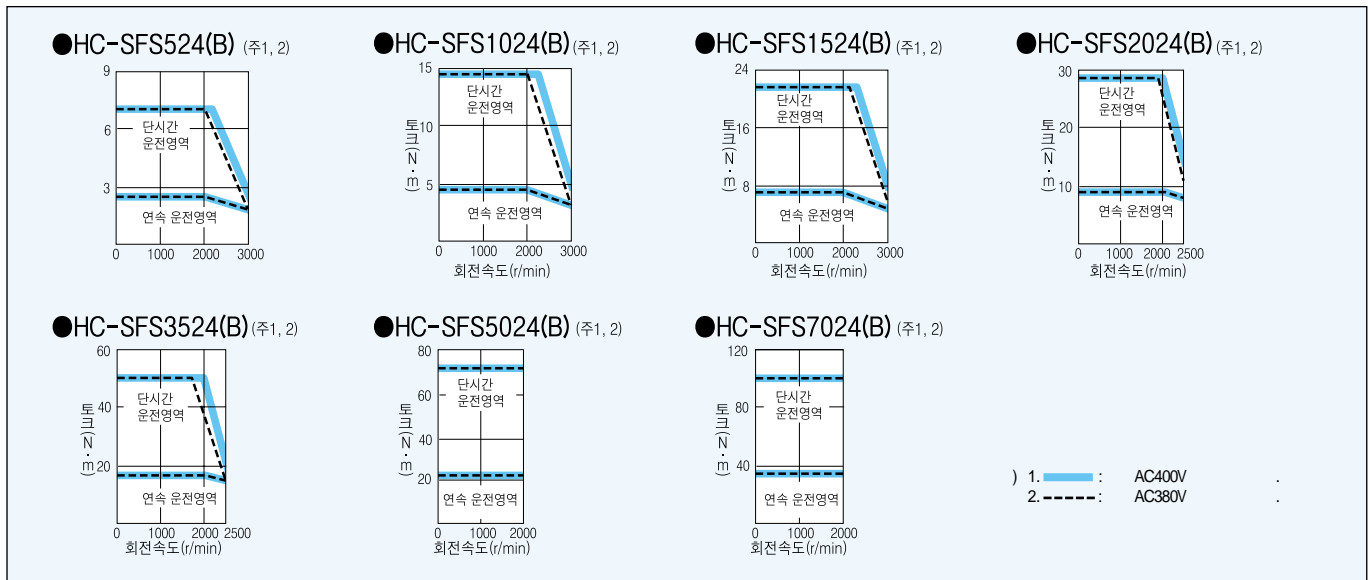 ●HC-SFS524(B) (주1, 2)
9
6
3
단시간
운전영역
연속 운전영역
0 1000 2000 3000
●HC-SFS1024(B) (주1, 2)
토크(N·m)
15
10
5
단시간
운전영역
연속 운전영역
0 1000 2000 3000
회전속도(r/min)
●HC-SFS1524(B) (주1, 2)
토크(N·m)
24
16
8
단시간
운전영역
연속 운전영역
0 1000 2000 3000
회전속도(r/min)
●HC-SFS2024(B) (주1, 2)
토크(N·m)
30
20
10
단시간
운전영역
연속 운전영역
0 1000 2000 2500
회전속도(r/min)
●HC-SFS3524(B) (주1, 2)
토크(N·m)
60
40
20
단시간
운전영역
연속 운전영역
0 1000 2000 2500
회전속도(r/min)
●HC-SFS5024(B) (주1, 2)
토크(N·m)
80
60
40
20
단시간
운전영역
연속 운전영역
0 1000 2000
회전속도(r/min)
●HC-SFS7024(B) (주1, 2)
토크(N·m)
120
80
40
단시간
운전영역
연속 운전영역
0 1000 2000
회전속도(r/min)
) 1. : AC400V .
2. : AC380V .